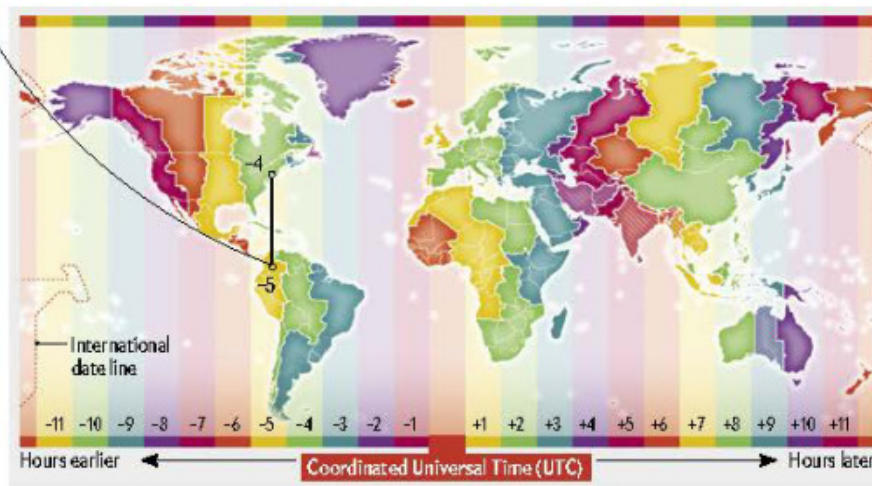 -4
-5
International
date line
-11 -10 -9 -8 -7 -6 -5 -4 -3 -2 -1 +1 +2 +3 +4 +5 +6 +7 +8 +9 +10 +11
Hours earlier Coordinated Universal Time (UTC) Hours later